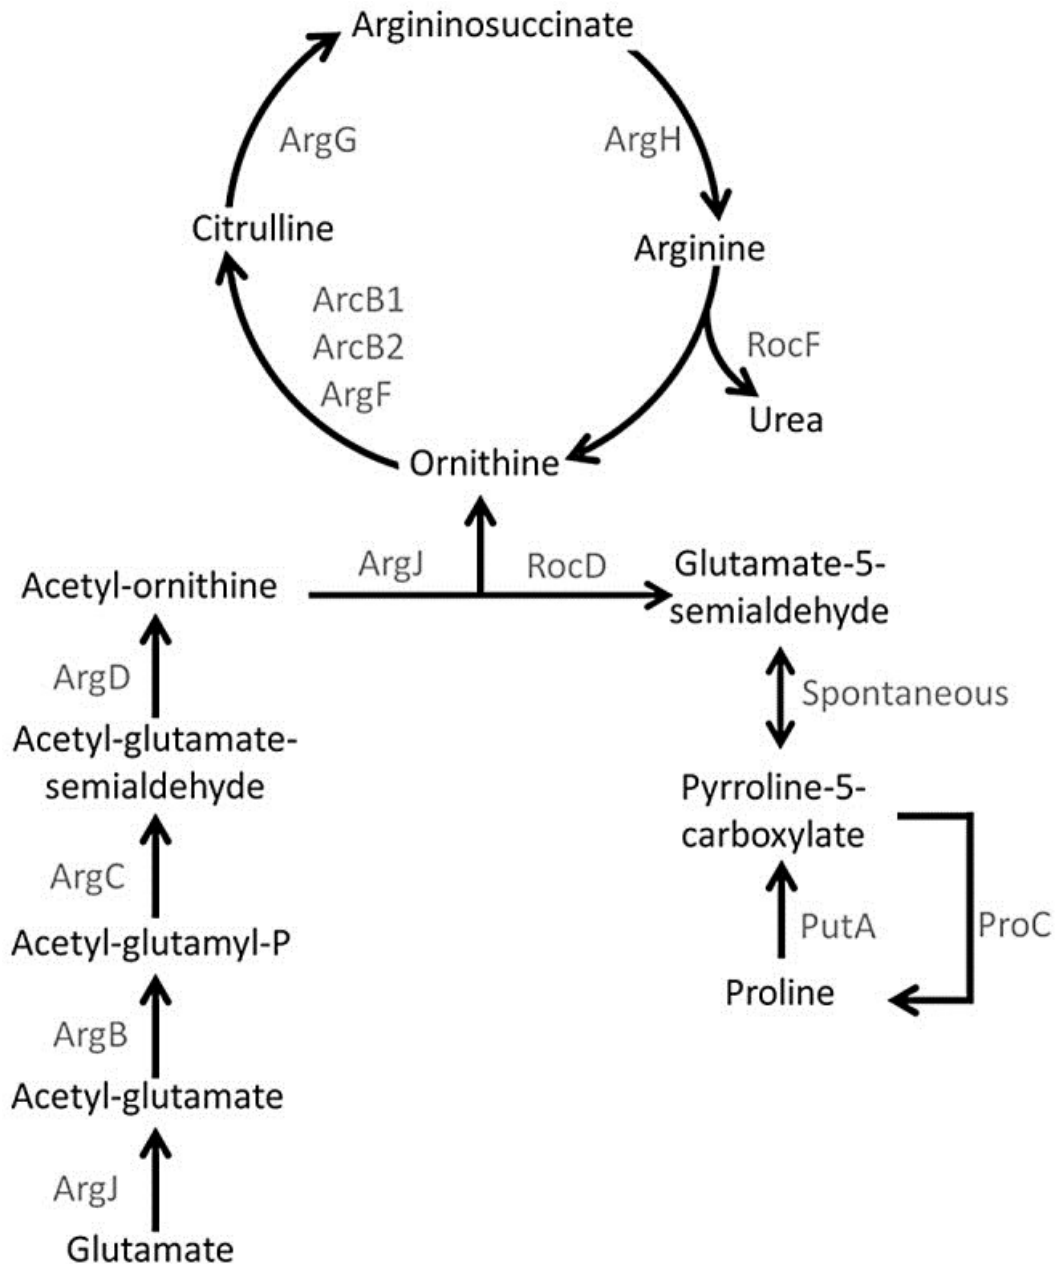 Argininosuccinate
ArgG
ArgH
Citrulline
Arginine
ArcB1
ArcB2
ArgF
RocF
Urea
Ornithine
ArgJ
RocD
Acetyl-ornithine
Glutamate-5-
semialdehyde
ArgD
Spontaneous
Acetyl-glutamate-
semialdehyde
Pyrroline-5-
carboxylate
ArgC
PutA
ProC
Acetyl-glutamyl-P
Proline
ArgB
Acetyl-glutamate
ArgJ
Glutamate